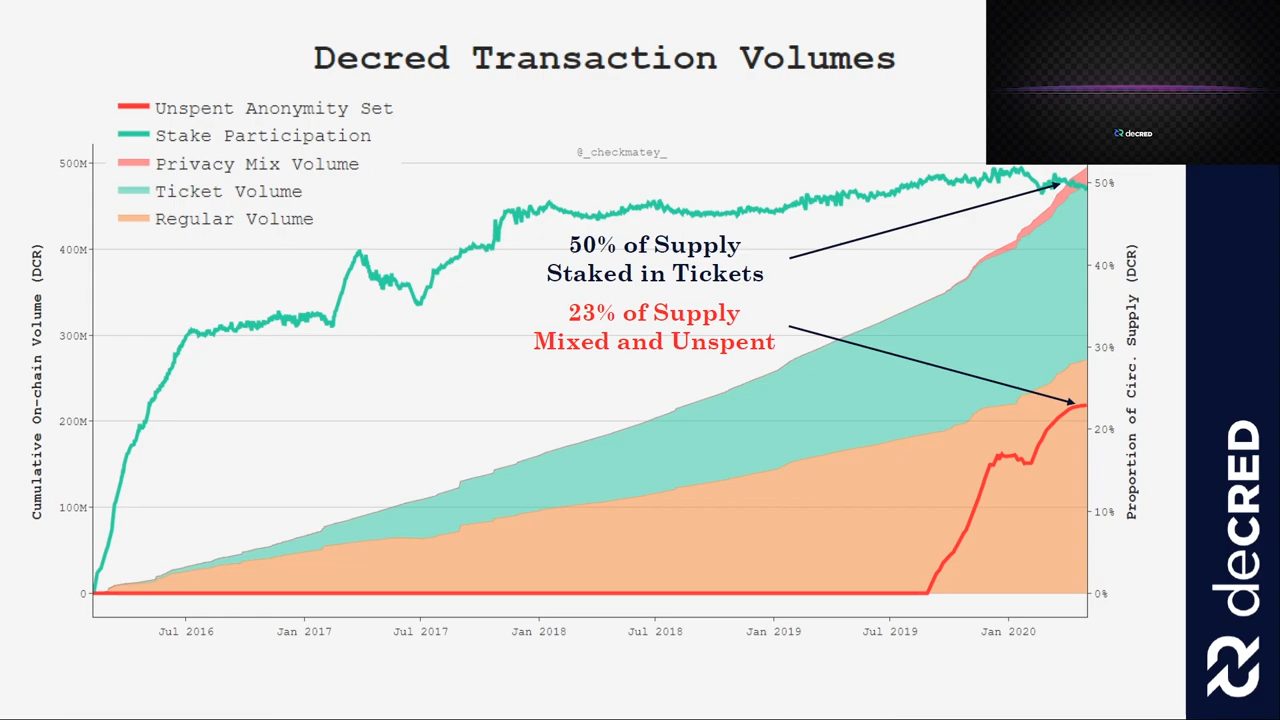 Decred Transaction Volumes
Unspent Anonymity Set
Stake Participation
Privacy Mix Volume
Ticket Volume
Regular Volume
@_checkmatey_
decRED
500M
400M
300M
200M
100M
0
Cumulative On-chain Volume (DCR)
50% of Supply
Staked in Tickets
23% of Supply
Mixed and Unspent
50%
40%
30%
20%
10%
0%
Proportion of Circ. Supply (DCR)
Jul 2016
Jan 2017
Jul 2017
Jan 2018
Jul 2018
Jan 2019
Jul 2019
Jan 2020
decRED